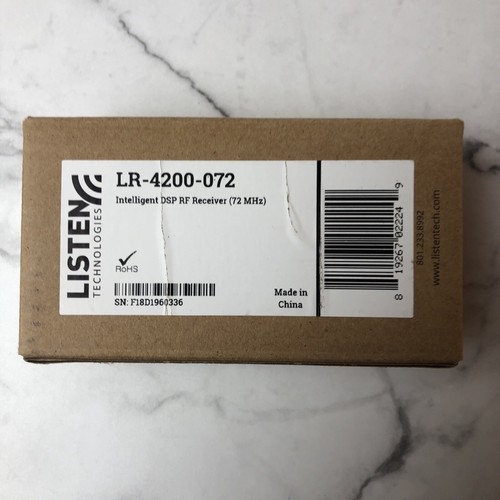 LISTEN
TECHNOLOGIES
LR-4200-072
Intelligent DSP RF Receiver (72 MHz)
RoHS
SN: F18D1960336
Made in
China
8 19267 02224 9
801.233.8992
www.listentech.com